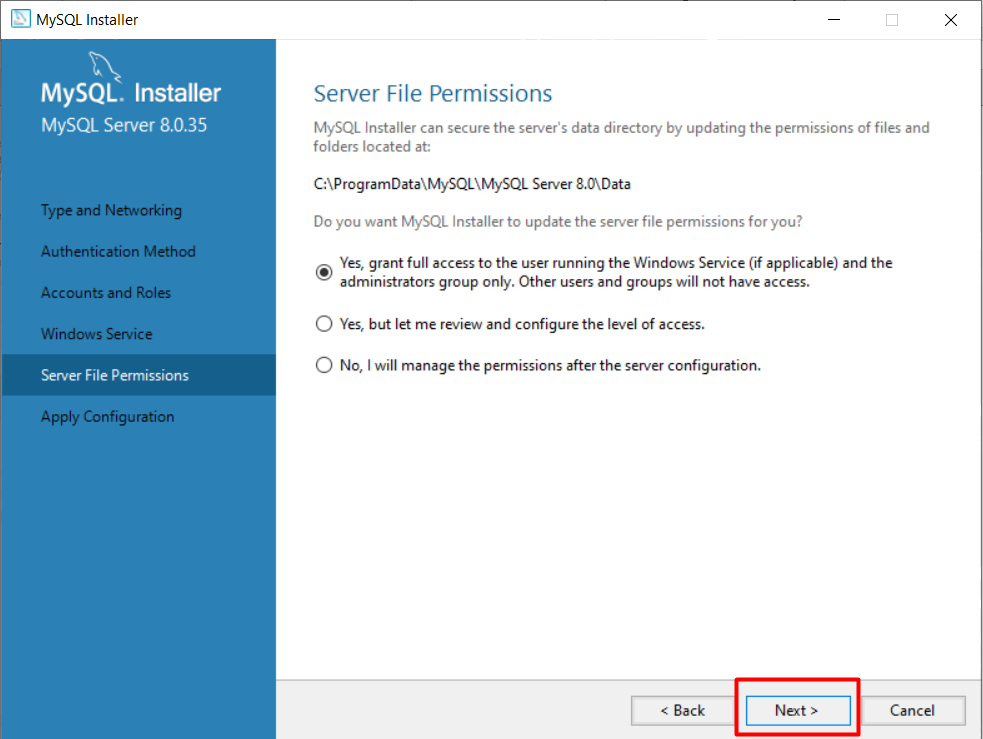 MySQL Installer
MySQL. Installer
MySQL Server 8.0.35
Type and Networking
Authentication Method
Accounts and Roles
Windows Service
Server File Permissions
Apply Configuration
Server File Permissions
MySQL Installer can secure the server's data directory by updating the permissions of files and
folders located at:
C:\ProgramData\MySQL\MySQL Server 8.0\Data
Do you want MySQL Installer to update the server file permissions for you?
Yes, grant full access to the user running the Windows Service (if applicable) and the
administrators group only. Other users and groups will not have access.
Yes, but let me review and configure the level of access.
No, I will manage the permissions after the server configuration.
< Back
Next >
Cancel